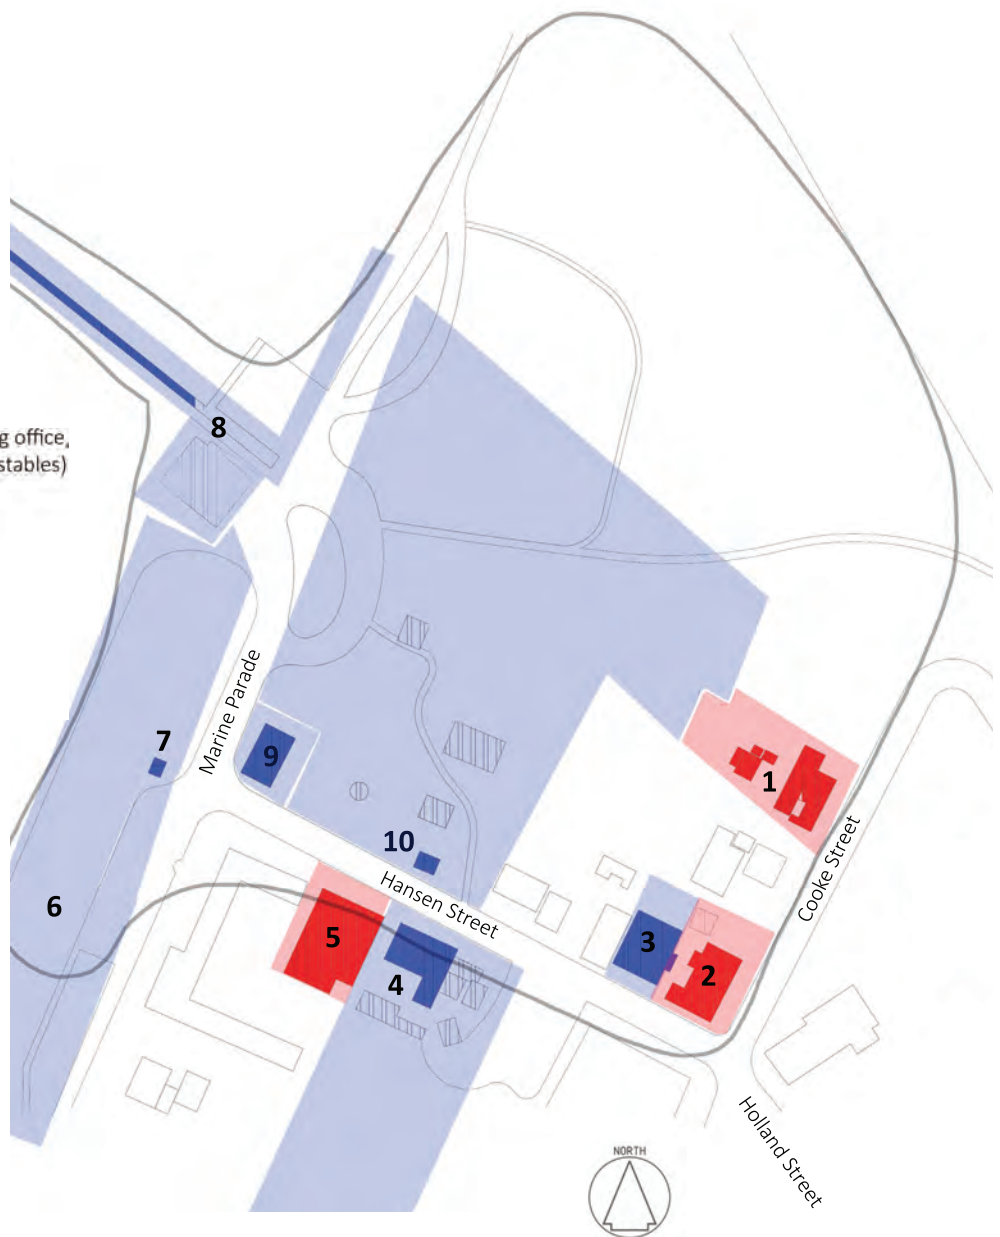 8
g office,
stables)
7
Marine Parade
9
1
10
Cooke Street
Hansen Street
6
5
3
4
2
Holland Street
NORTH